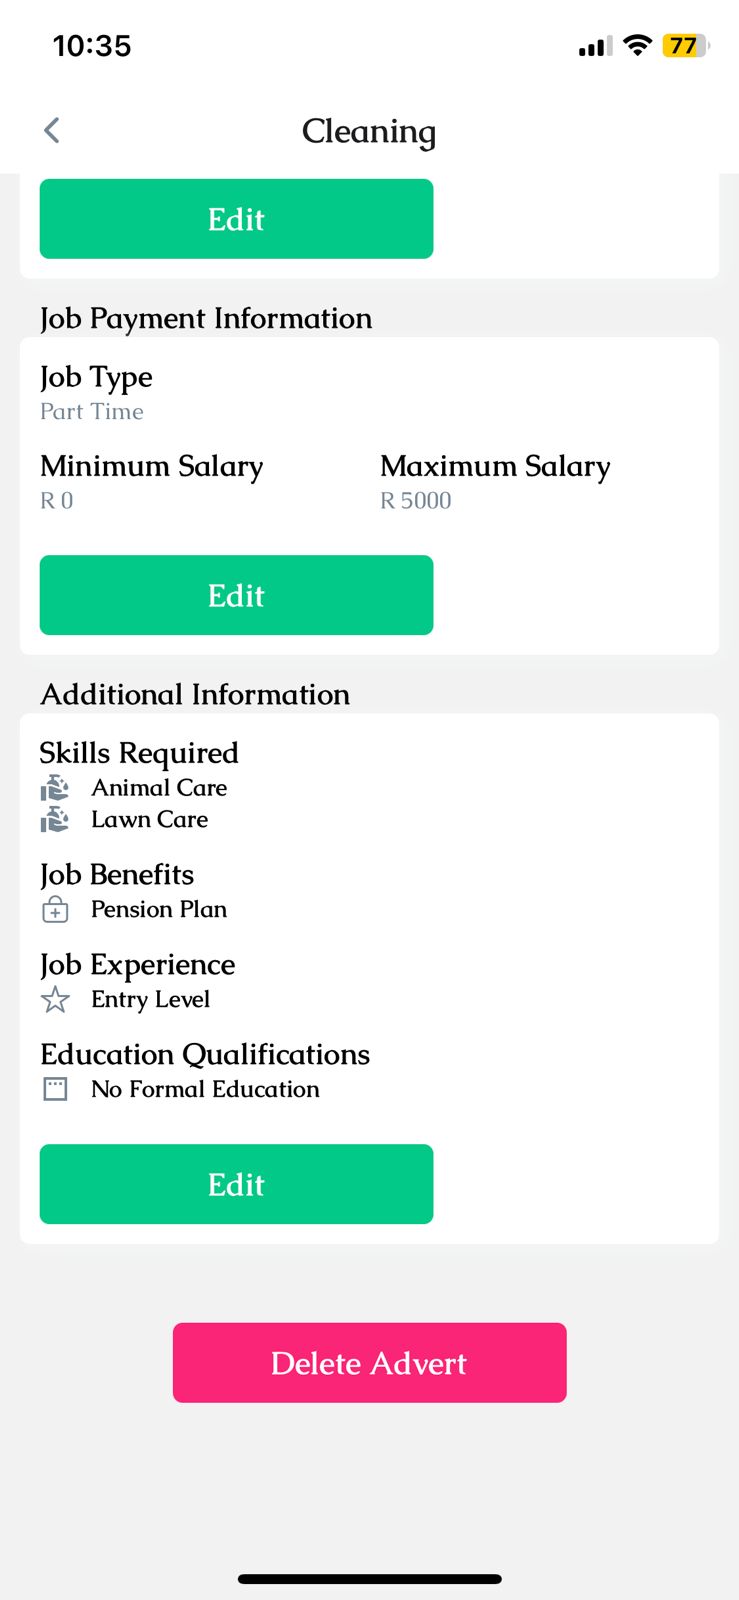 10:35
77
Cleaning
Edit
Job Payment Information
Job Type
Part Time
Minimum Salary Maximum Salary
R 0 R 5000
Edit
Additional Information
Skills Required
Animal Care
Lawn Care
Job Benefits
Pension Plan
Job Experience
Entry Level
Education Qualifications
No Formal Education
Edit
Delete Advert